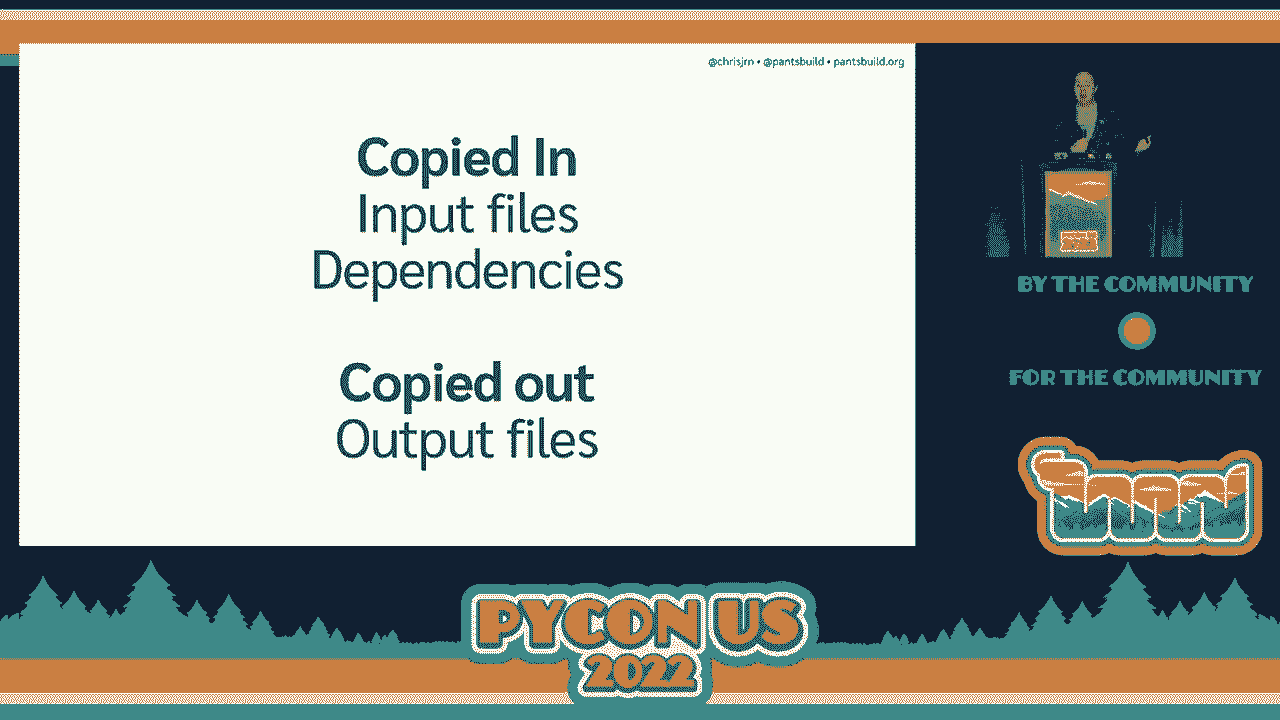 @chrisjrn • @pantsbuild • pantsbuild.org
Copied In
Input files
Dependencies
Copied out
Output files
BY THE COMMUNITY
FOR THE COMMUNITY
PYCON US
2022